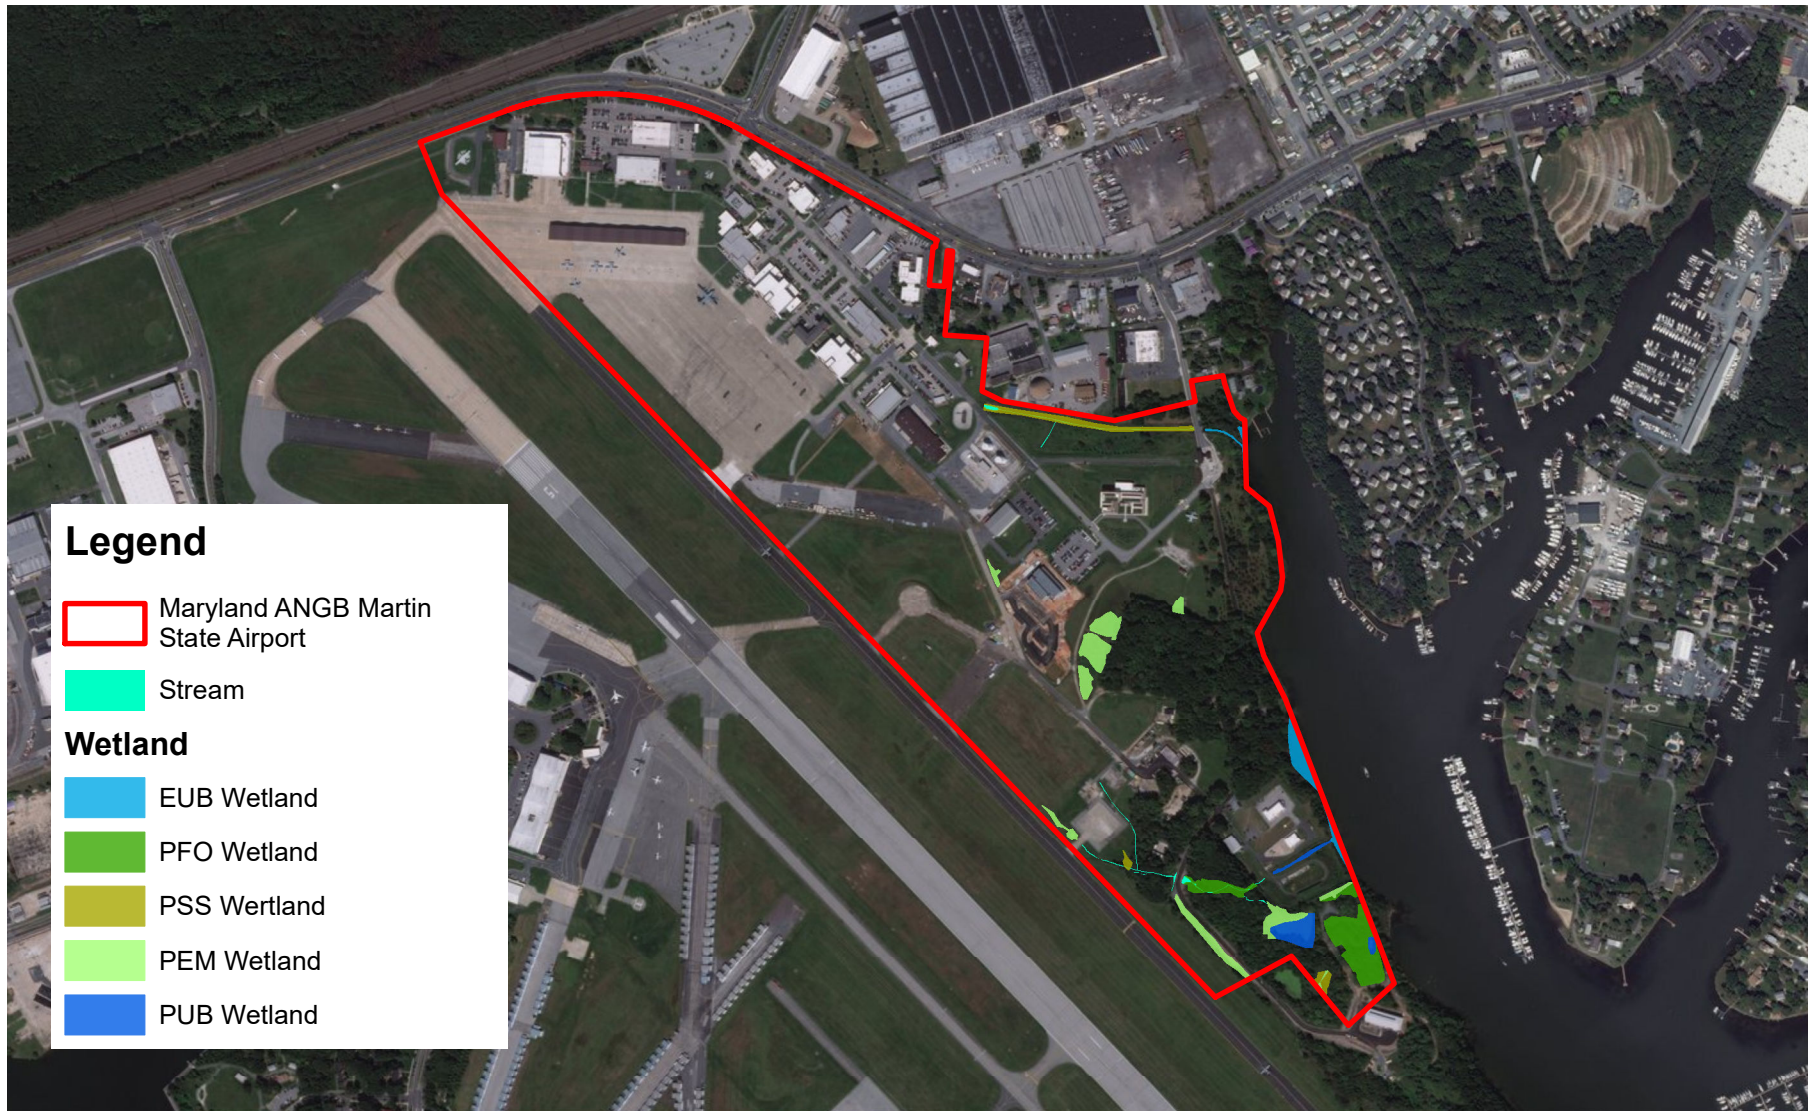 Legend
Maryland ANGB Martin
State Airport
Stream
Wetland
EUB Wetland
PFO Wetland
PSS Wertland
PEM Wetland
PUB Wetland